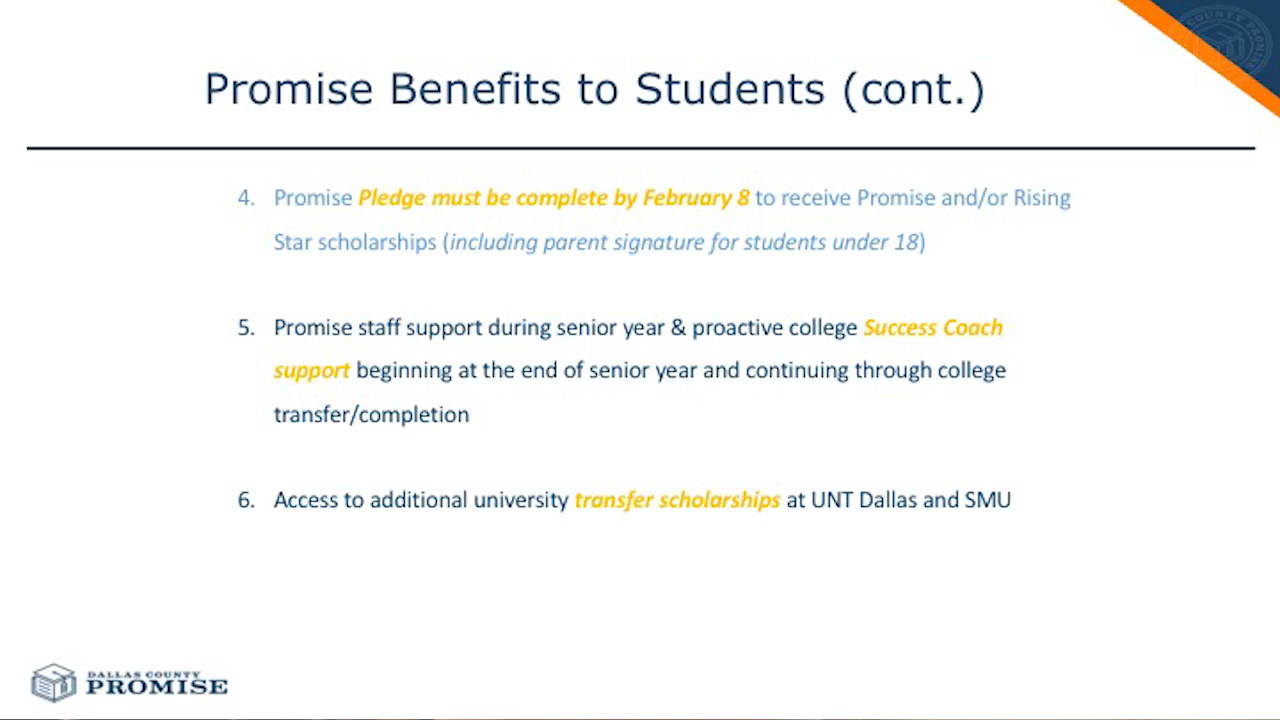 COUNTY PROMISE
Promise Benefits to Students (cont.)
4. Promise Pledge must be complete by February 8 to receive Promise and/or Rising
Star scholarships (including parent signature for students under 18)
5. Promise staff support during senior year & proactive college Success Coach
support beginning at the end of senior year and continuing through college
transfer/completion
6. Access to additional university transfer scholarships at UNT Dallas and SMU
DALLAS COUNTY
PROMISE